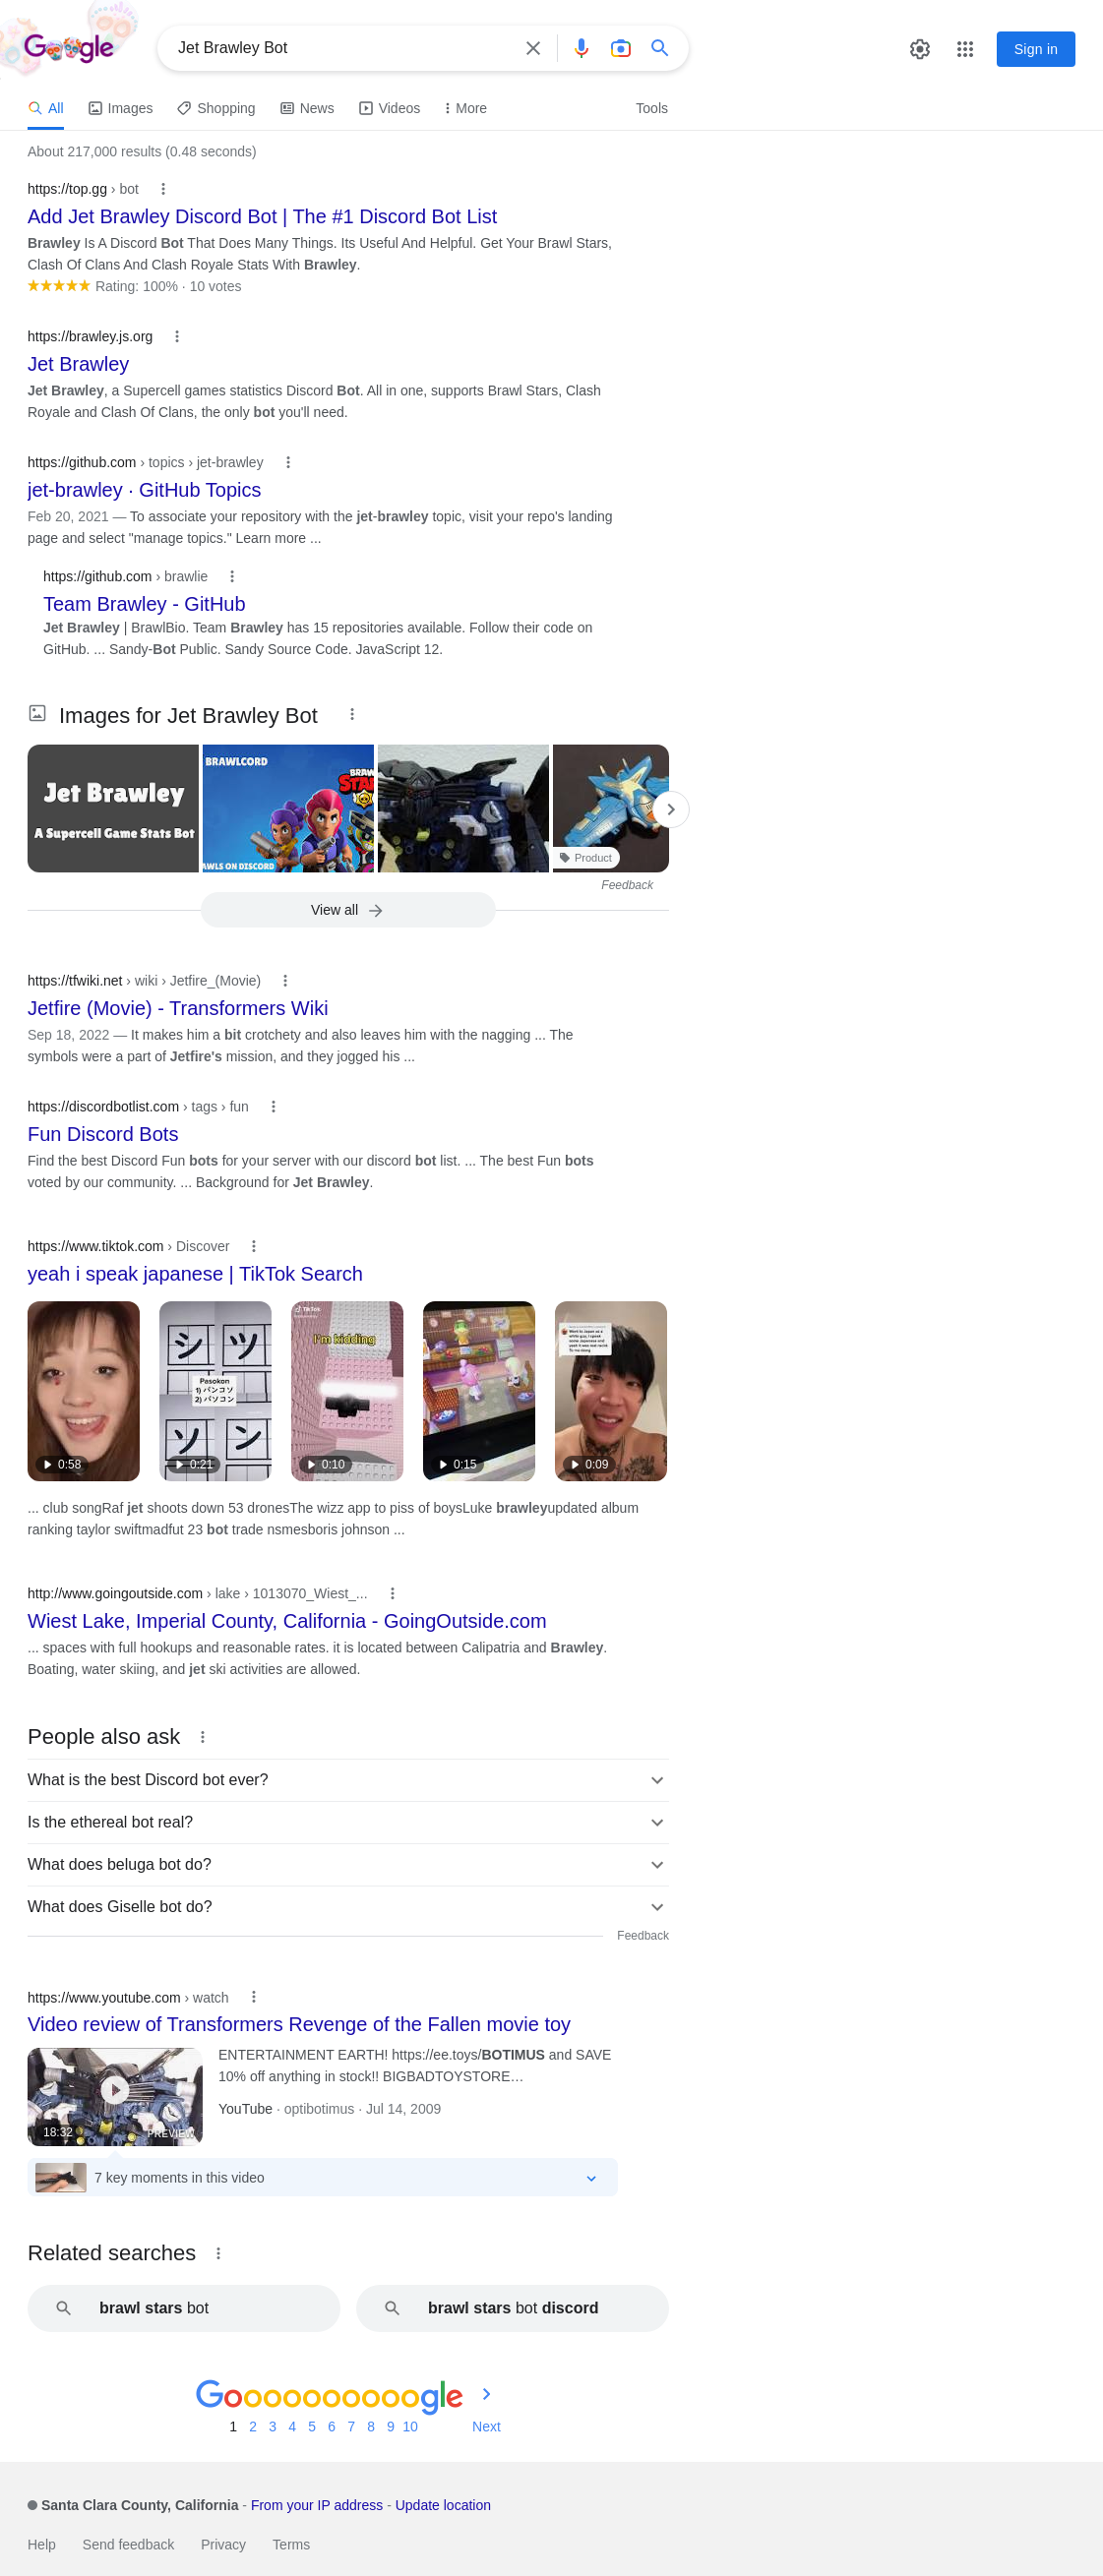 Google
Jet Brawley Bot
Sign in
All
Images
Shopping
News
Videos
More
Tools
About 217,000 results (0.48 seconds)
https://top.gg › bot
Add Jet Brawley Discord Bot | The #1 Discord Bot List
Brawley Is A Discord Bot That Does Many Things. Its Useful And Helpful. Get Your Brawl Stars,
Clash Of Clans And Clash Royale Stats With Brawley.
Rating: 100% · 10 votes
https://brawley.js.org
Jet Brawley
Jet Brawley, a Supercell games statistics Discord Bot. All in one, supports Brawl Stars, Clash
Royale and Clash Of Clans, the only bot you'll need.
https://github.com › topics › jet-brawley
jet-brawley · GitHub Topics
Feb 20, 2021 — To associate your repository with the jet-brawley topic, visit your repo's landing
page and select "manage topics." Learn more ...
https://github.com › brawlie
Team Brawley - GitHub
Jet Brawley | BrawlBio. Team Brawley has 15 repositories available. Follow their code on
GitHub. ... Sandy-Bot Public. Sandy Source Code. JavaScript 12.
Images for Jet Brawley Bot
Jet Brawley
A Supercell Game Stats Bot
BRAWLCORD
BRAW
STAR
AWLS ON DISCORD
Product
Feedback
View all
https://tfwiki.net › wiki › Jetfire_(Movie)
Jetfire (Movie) - Transformers Wiki
Sep 18, 2022 — It makes him a bit crotchety and also leaves him with the nagging ... The
symbols were a part of Jetfire's mission, and they jogged his ...
https://discordbotlist.com › tags › fun
Fun Discord Bots
Find the best Discord Fun bots for your server with our discord bot list. ... The best Fun bots
voted by our community. ... Background for Jet Brawley.
https://www.tiktok.com › Discover
yeah i speak japanese | TikTok Search
0:58
シ ツ
Pasokon
1) パンコソ
2) パソコン
ソ ン
0:21
TikTok
I'm kidding
0:10
0:15
0:09
... club songRaf jet shoots down 53 dronesThe wizz app to piss of boysLuke brawleyupdated album
ranking taylor swiftmadfut 23 bot trade nsmesboris johnson ...
http://www.goingoutside.com › lake › 1013070_Wiest_...
Wiest Lake, Imperial County, California - GoingOutside.com
... spaces with full hookups and reasonable rates. it is located between Calipatria and Brawley.
Boating, water skiing, and jet ski activities are allowed.
People also ask
What is the best Discord bot ever?
Is the ethereal bot real?
What does beluga bot do?
What does Giselle bot do?
Feedback
https://www.youtube.com › watch
Video review of Transformers Revenge of the Fallen movie toy
ENTERTAINMENT EARTH! https://ee.toys/BOTIMUS and SAVE
10% off anything in stock!! BIGBADTOYSTORE…
YouTube · optibotimus · Jul 14, 2009
18:32
PREVIEW
7 key moments in this video
Related searches
brawl stars bot
brawl stars bot discord
Goooooooooogle
1 2 3 4 5 6 7 8 9 10 Next
Santa Clara County, California - From your IP address - Update location
Help Send feedback Privacy Terms